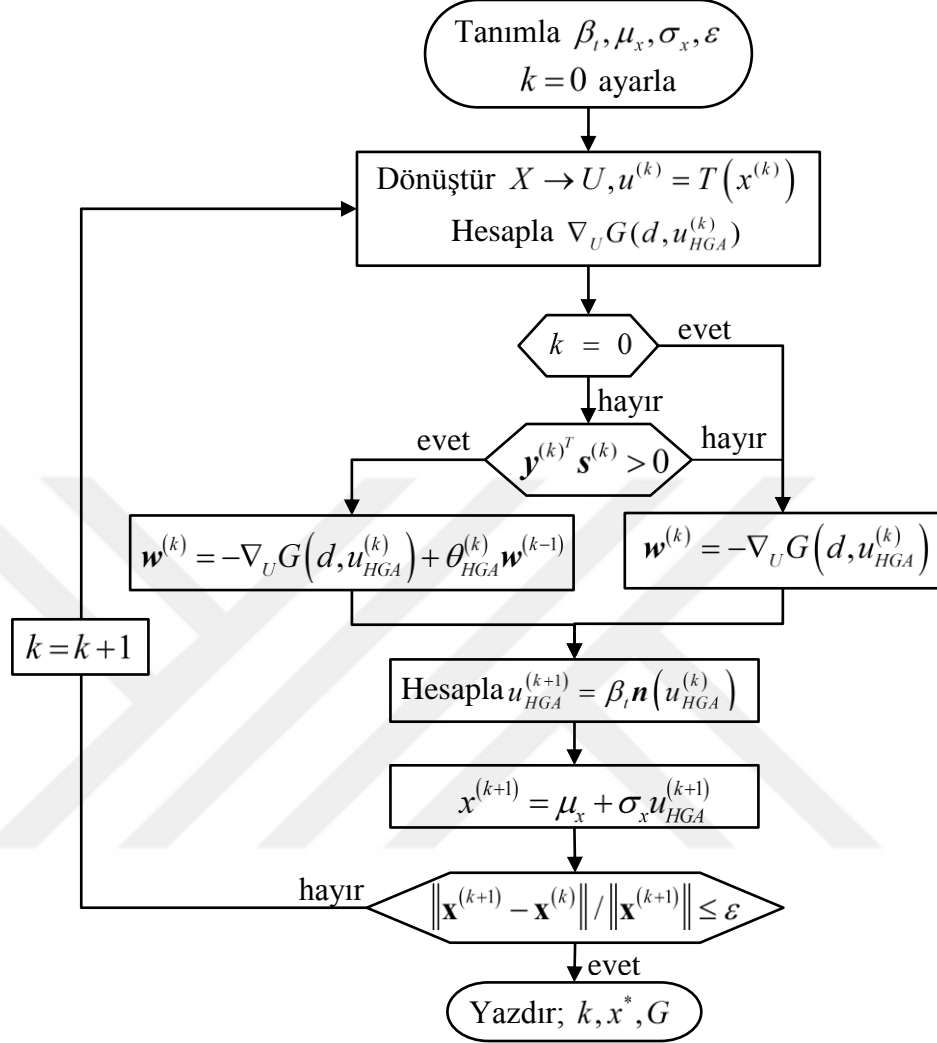 Tanımla β_t, μ_x, σ_x, ε
k = 0 ayarla
Dönüştür X → U, u^(k) = T(x^(k))
Hesapla ∇_U G(d, u_HGA^(k))
k = 0
evet
hayır
evet
y^(k)^T s^(k) > 0
hayır
w^(k) = −∇_U G(d, u_HGA^(k)) + θ_HGA^(k) w^(k−1)
w^(k) = −∇_U G(d, u_HGA^(k))
k = k + 1
Hesapla u_HGA^(k+1) = β_t n(u_HGA^(k))
x^(k+1) = μ_x + σ_x u_HGA^(k+1)
hayır
‖x^(k+1) − x^(k)‖ / ‖x^(k+1)‖ ≤ ε
evet
Yazdır; k, x^*, G